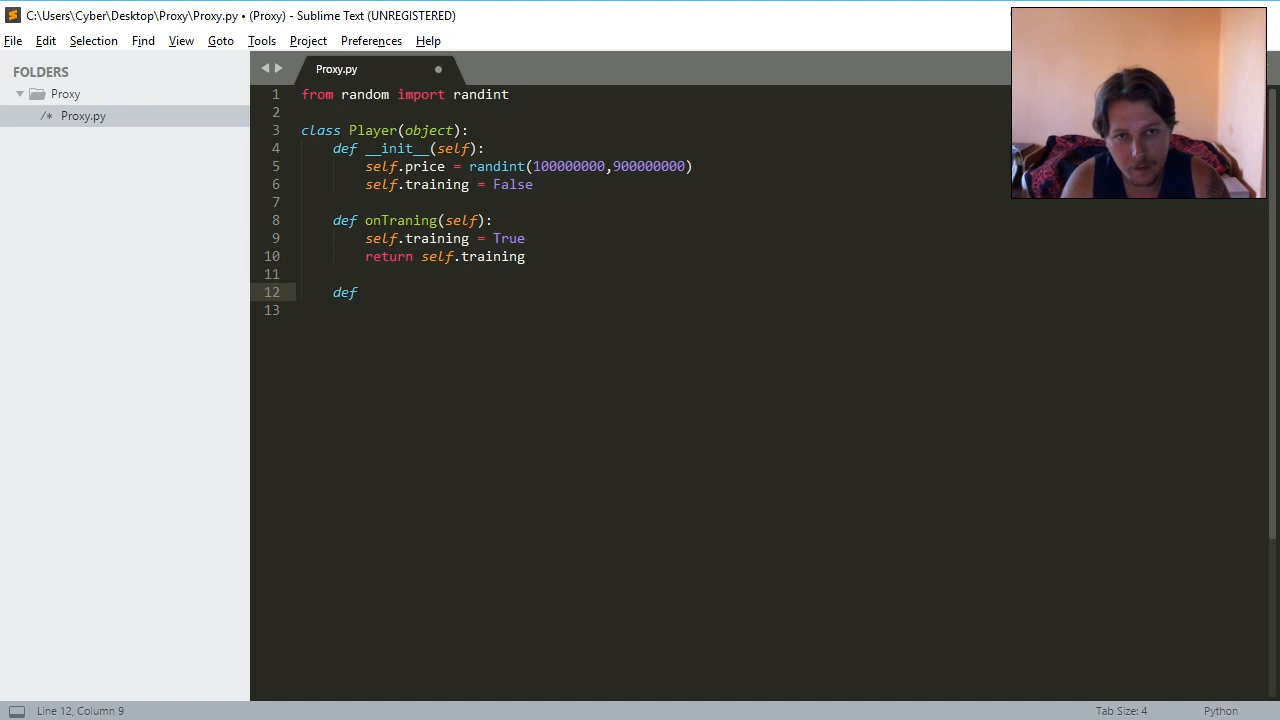 C:\Users\Cyber\Desktop\Proxy\Proxy.py • (Proxy) - Sublime Text (UNREGISTERED)
File Edit Selection Find View Goto Tools Project Preferences Help
FOLDERS
Proxy
/* Proxy.py
Proxy.py
1 from random import randint
2
3 class Player(object):
4 def __init__(self):
5 self.price = randint(100000000,900000000)
6 self.training = False
7
8 def onTraning(self):
9 self.training = True
10 return self.training
11
12 def
13
Line 12, Column 9 Tab Size: 4 Python